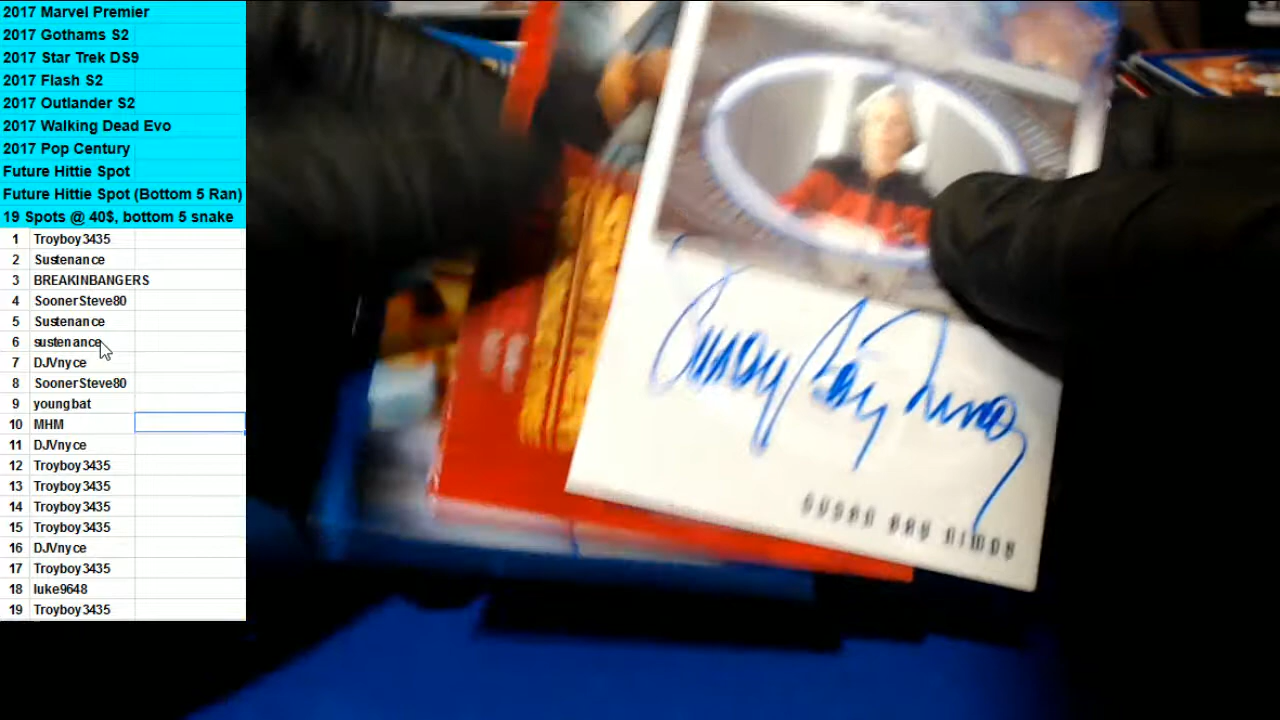 2017 Marvel Premier
2017 Gothams S2
2017 Star Trek DS9
2017 Flash S2
2017 Outlander S2
2017 Walking Dead Evo
2017 Pop Century
Future Hittie Spot
Future Hittie Spot (Bottom 5 Ran)
19 Spots @ 40$, bottom 5 snake
1 Troyboy3435
2 Sustenance
3 BREAKINBANGERS
4 SoonerSteve80
5 Sustenance
6 sustenance
7 DJVnyce
8 SoonerSteve80
9 youngbat
10 MHM
11 DJVnyce
12 Troyboy3435
13 Troyboy3435
14 Troyboy3435
15 Troyboy3435
16 DJVnyce
17 Troyboy3435
18 luke9648
19 Troyboy3435
Susan Bay Nimoy
SUSAN BAY NIMOY